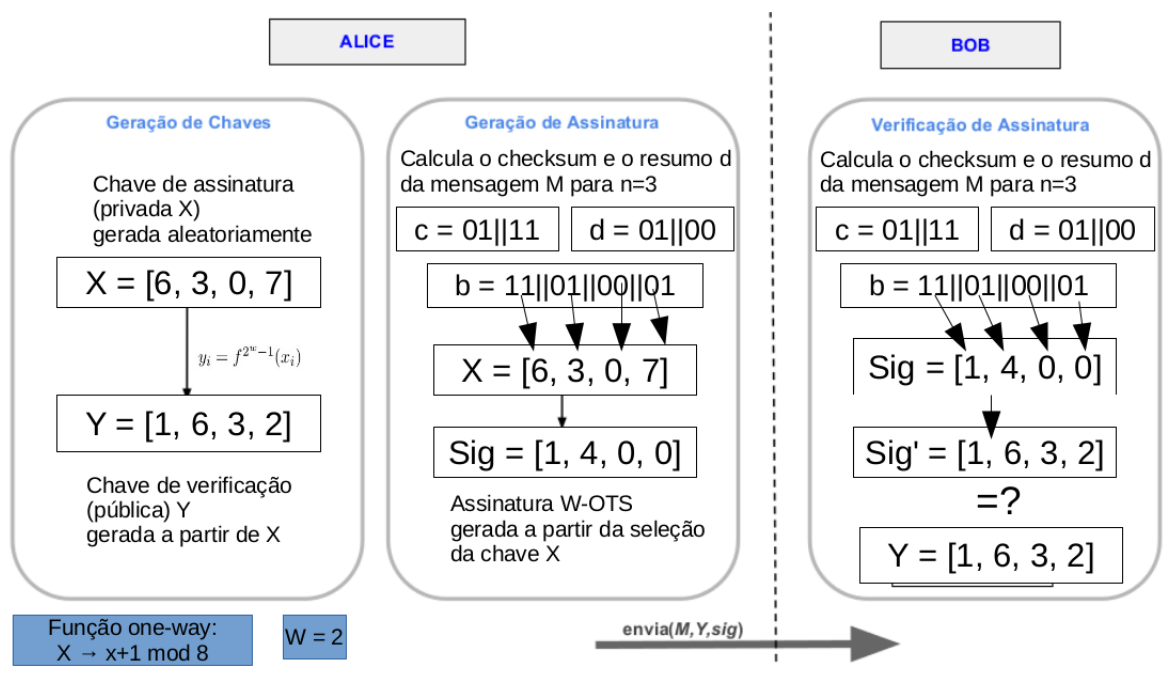 ALICE
BOB
Geração de Chaves
Chave de assinatura
(privada X)
gerada aleatoriamente
X = [6, 3, 0, 7]
y_i = f^{2^w-1}(x_i)
Y = [1, 6, 3, 2]
Chave de verificação
(pública) Y
gerada a partir de X
Geração de Assinatura
Calcula o checksum e o resumo d
da mensagem M para n=3
c = 01||11
d = 01||00
b = 11||01||00||01
X = [6, 3, 0, 7]
Sig = [1, 4, 0, 0]
Assinatura W-OTS
gerada a partir da seleção
da chave X
Verificação de Assinatura
Calcula o checksum e o resumo d
da mensagem M para n=3
c = 01||11
d = 01||00
b = 11||01||00||01
Sig = [1, 4, 0, 0]
Sig' = [1, 6, 3, 2]
=?
Y = [1, 6, 3, 2]
Função one-way:
X → x+1 mod 8
W = 2
envia(M,Y,sig)